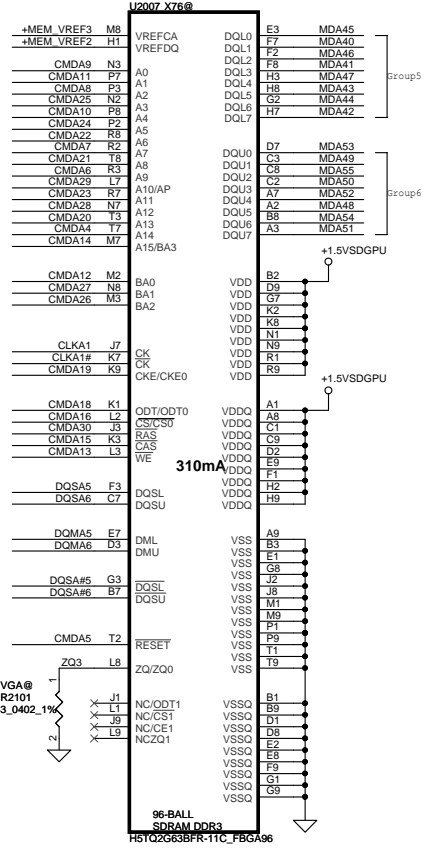 U2007 X76@
+MEM_VREF3 M8 VREFCA E3 MDA45
+MEM_VREF2 H1 VREFDQ F7 MDA40
DQL0
DQL1
DQL2 F2 MDA46
CMDA9 N3 A0 DQL3 F8 MDA41
CMDA11 P7 A1 DQL4 H3 MDA47
CMDA8 P3 A2 DQL5 H8 MDA43
CMDA25 N2 A3 DQL6 G2 MDA44
CMDA10 P8 A4 DQL7 H7 MDA42
Group5
CMDA24 P2 A5
CMDA22 R8 A6
CMDA7 R2 A7 DQU0 D7 MDA53
CMDA21 T8 A8 DQU1 C3 MDA49
CMDA6 R3 A9 DQU2 C8 MDA55
CMDA29 L7 A10/AP DQU3 C2 MDA50
CMDA23 R7 A11 DQU4 A7 MDA52
CMDA28 N7 A12 DQU5 A2 MDA48
CMDA20 T3 A13 DQU6 B8 MDA54
CMDA4 T7 A14 DQU7 A3 MDA51
CMDA14 M7 A15/BA3
Group6
+1.5VSDGPU
CMDA12 M2 BA0 VDD B2
CMDA27 N8 BA1 VDD D9
CMDA26 M3 BA2 VDD G7
VDD K2
VDD K8
VDD N1
CLKA1 J7 CK VDD N9
CLKA1# K7 CK VDD R1
CMDA19 K9 CKE/CKE0 VDD R9
+1.5VSDGPU
CMDA18 K1 ODT/ODT0 VDDQ A1
CMDA16 L2 CS/CS0 VDDQ A8
CMDA30 J3 RAS VDDQ C1
CMDA15 K3 CAS VDDQ C9
CMDA13 L3 WE VDDQ D2
310mA
VDDQ E9
VDDQ F1
DQSA5 F3 DQSL VDDQ H2
DQSA6 C7 DQSU VDDQ H9
DQMA5 E7 DML VSS A9
DQMA6 D3 DMU VSS B3
VSS E1
VSS G8
DQSA#5 G3 DQSL VSS J2
DQSA#6 B7 DQSU VSS J8
VSS M1
VSS M9
VSS P1
CMDA5 T2 RESET VSS P9
VSS T1
ZQ3 L8 ZQ/ZQ0 VSS T9
VGA@
R2101
3_0402_1%
1
2
J1 NC/ODT1 VSSQ B1
L1 NC/CS1 VSSQ B9
J9 NC/CE1 VSSQ D1
L9 NCZQ1 VSSQ D8
VSSQ E2
VSSQ E8
VSSQ F9
VSSQ G1
VSSQ G9
96-BALL
SDRAM DDR3
H5TQ2G63BFR-11C_FBGA96